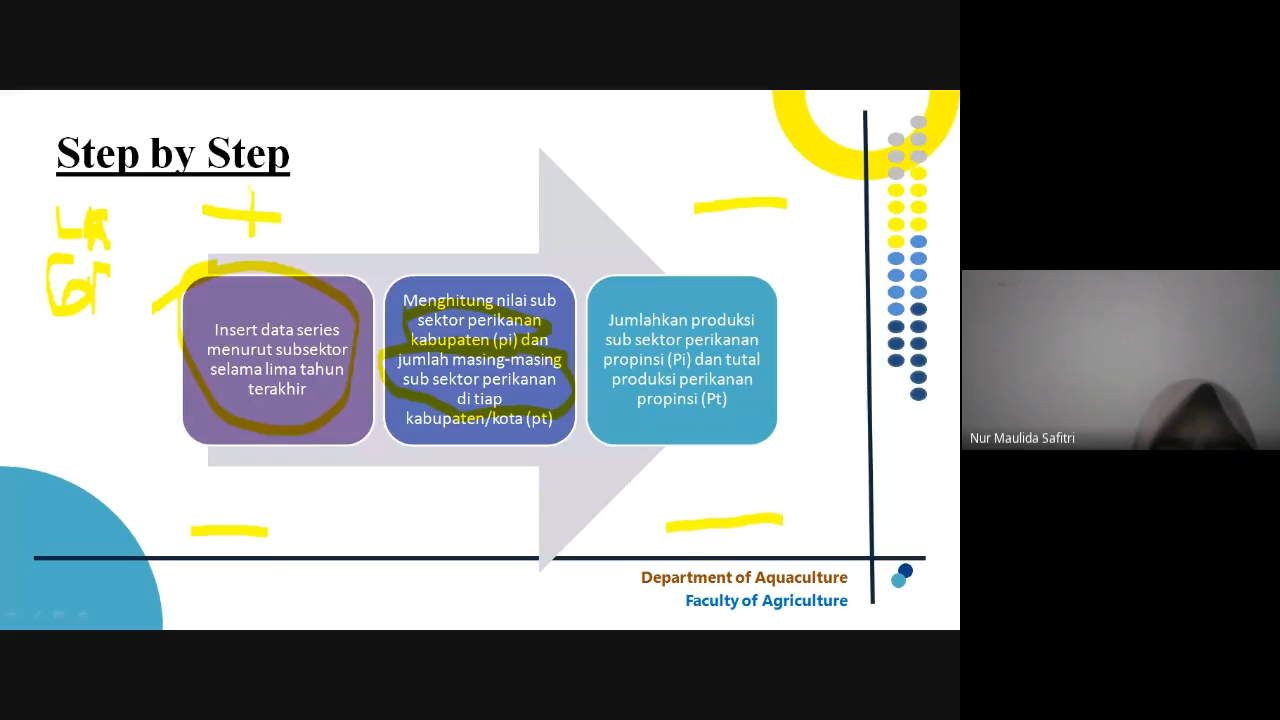 Step by Step
Insert data series
menurut subsektor
selama lima tahun
terakhir
Menghitung nilai sub
sektor perikanan
kabupaten (pi) dan
jumlah masing-masing
sub sektor perikanan
di tiap
kabupaten/kota (pt)
Jumlahkan produksi
sub sektor perikanan
propinsi (Pi) dan tutal
produksi perikanan
propinsi (Pt)
Department of Aquaculture
Faculty of Agriculture
Nur Maulida Safitri